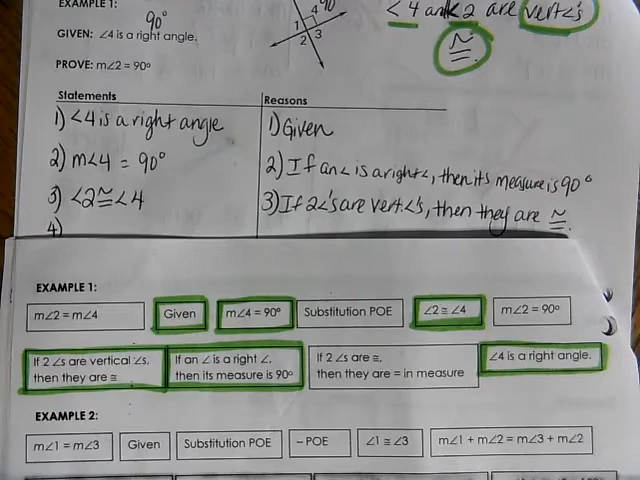 EXAMPLE 1:
90°
GIVEN: ∠4 is a right angle.
PROVE: m∠2 = 90°
4 90
1
2 3
∠4 and ∠2 are vert∠'s
≅
Statements
Reasons
1) ∠4 is a right angle
1) Given
2) m∠4 = 90°
2) If an ∠ is a right ∠, then its measure is 90°
3) ∠2 ≅ ∠4
3) If 2 ∠'s are vert. ∠'s, then they are ≅.
4)
EXAMPLE 1:
m∠2 = m∠4
Given
m∠4 = 90°
Substitution POE
∠2 ≅ ∠4
m∠2 = 90°
If 2 ∠s are vertical ∠s,
then they are ≅
If an ∠ is a right ∠,
then its measure is 90°
If 2 ∠s are ≅,
then they are = in measure
∠4 is a right angle.
EXAMPLE 2:
m∠1 = m∠3
Given
Substitution POE
– POE
∠1 ≅ ∠3
m∠1 + m∠2 = m∠3 + m∠2